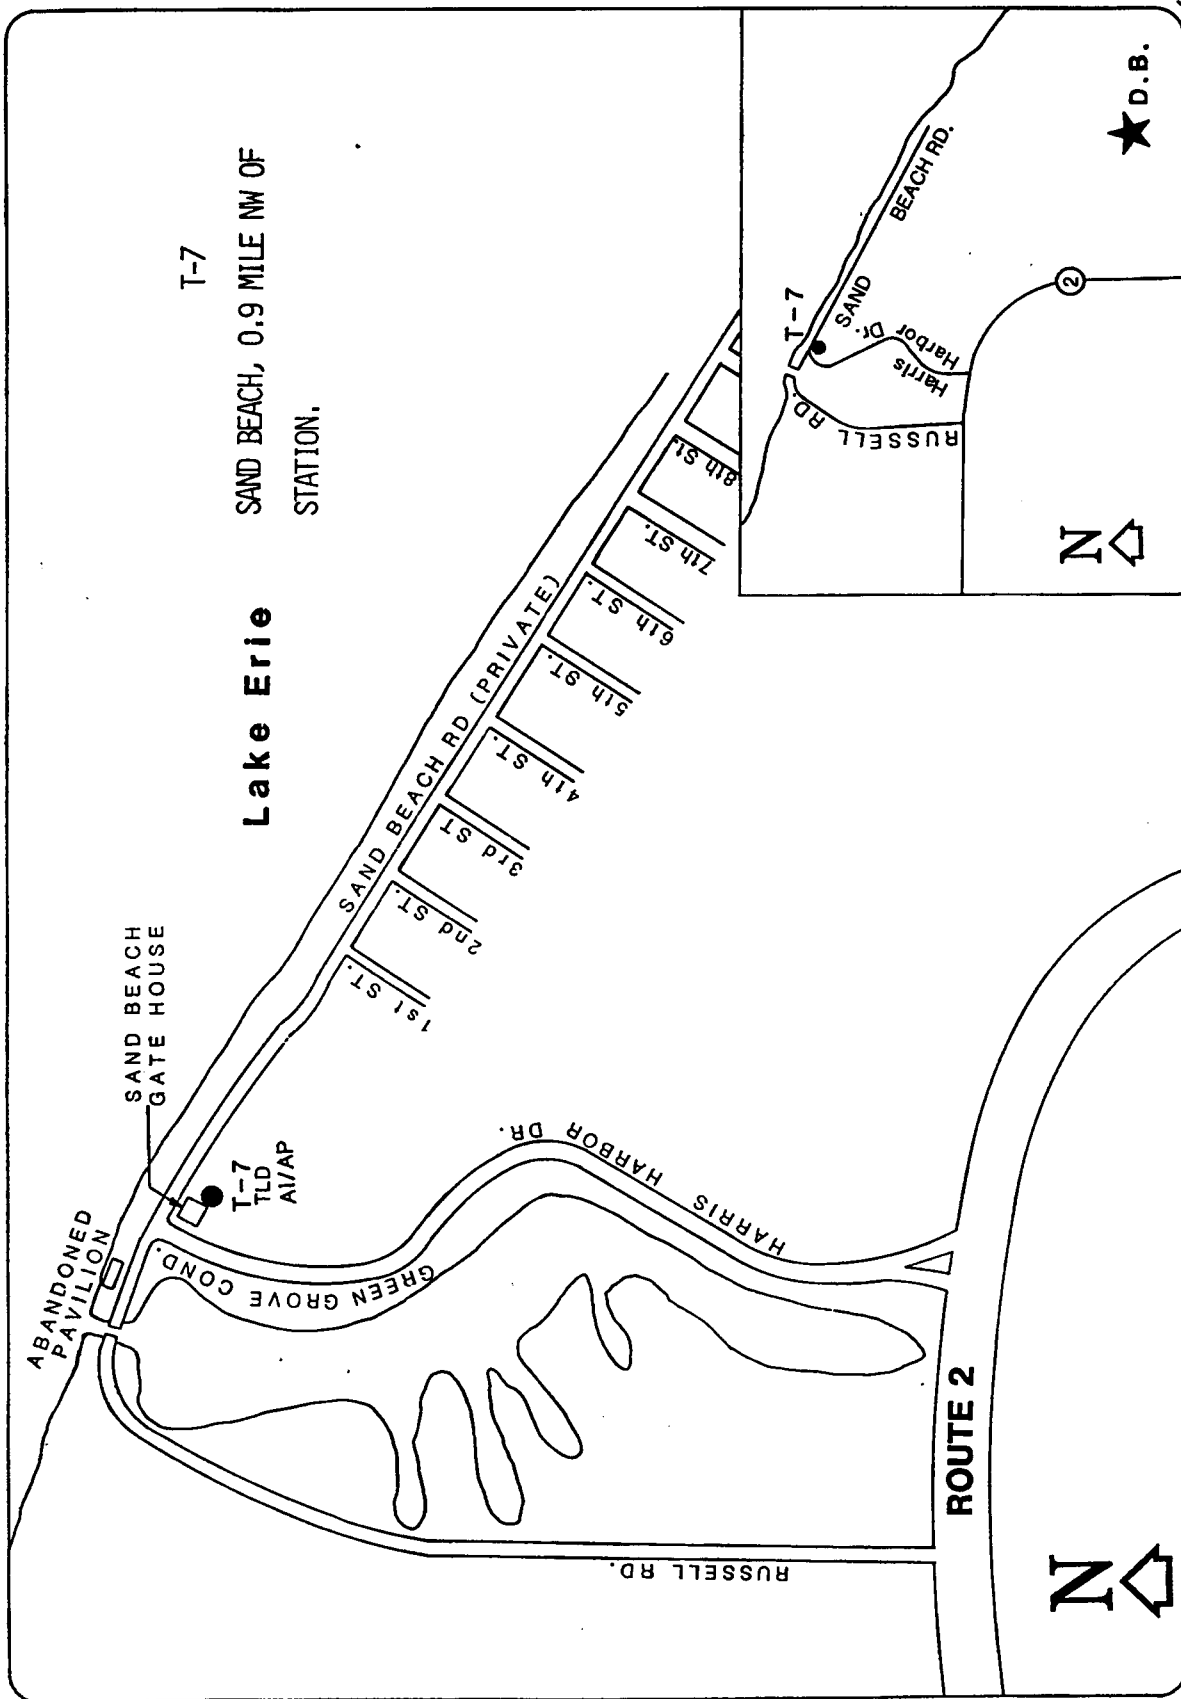 T-7
SAND BEACH, 0.9 MILE NW OF
STATION.
Lake Erie
SAND BEACH
GATE HOUSE
ABANDONED
PAVILION
T-7
TLD
AI/AP
SAND BEACH RD (PRIVATE)
1st ST.
2nd ST.
3rd ST
4th ST.
5th ST.
6th ST.
7th ST.
8th St.
GREEN GROVE COND.
HARRIS HARBOR DR.
RUSSELL RD.
ROUTE 2
N
T-7
SAND BEACH RD.
Harris Harbor Dr.
RUSSELL RD.
2
D.B.
N